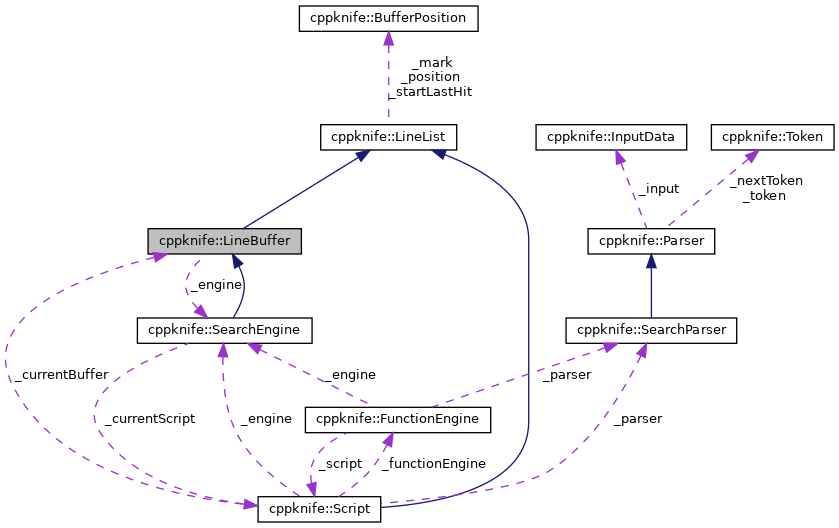 cppknife::BufferPosition
_mark
_position
_startLastHit
cppknife::LineList
cppknife::InputData
cppknife::Token
_input
_nextToken
_token
cppknife::LineBuffer
cppknife::Parser
_engine
cppknife::SearchEngine
cppknife::SearchParser
_currentBuffer
_engine
_parser
_currentScript
_engine
cppknife::FunctionEngine
_parser
_script
_functionEngine
cppknife::Script